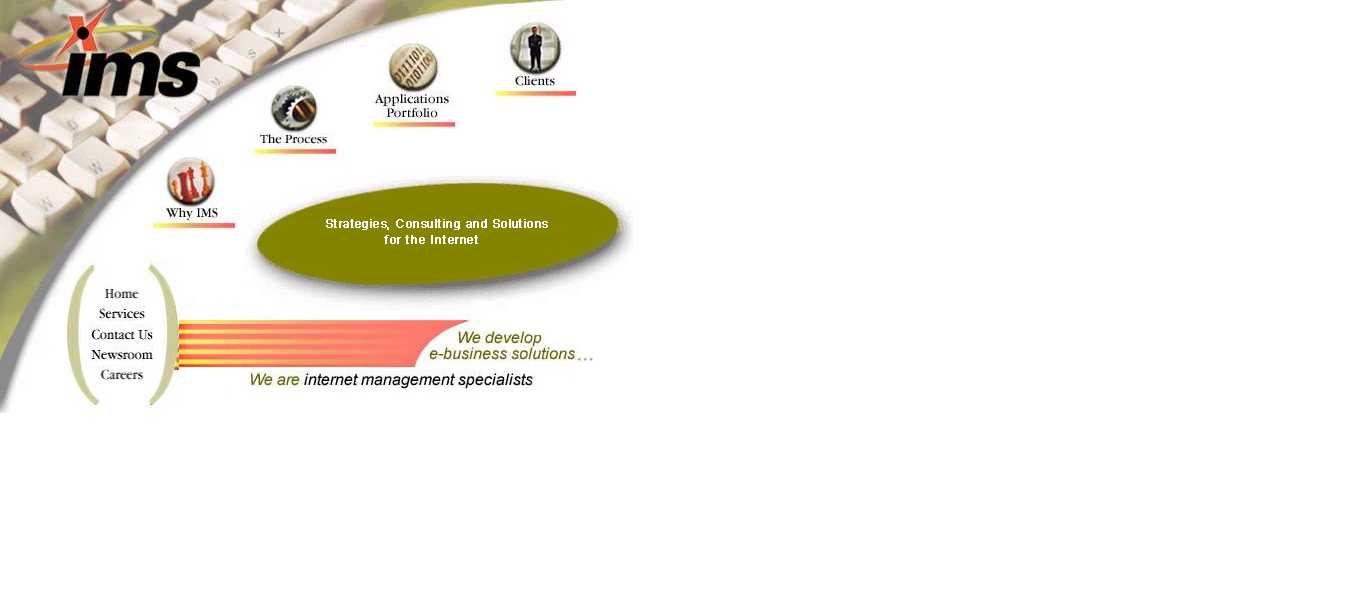 ims
Clients
Applications
Portfolio
The Process
Why IMS
Strategies, Consulting and Solutions
for the Internet
Home
Services
Contact Us
Newsroom
Careers
We develop
e-business solutions...
We are internet management specialists